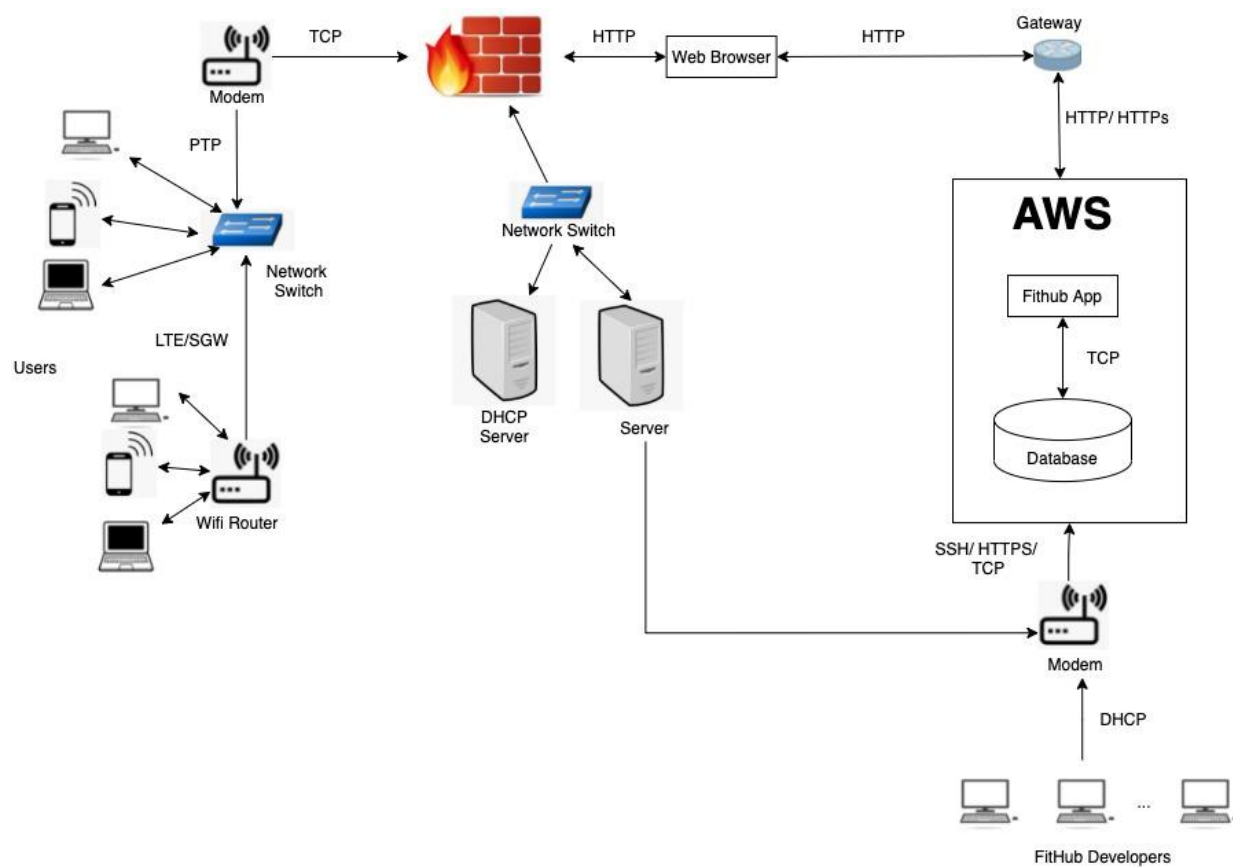 Gateway
TCP
HTTP
Web Browser
HTTP
Modem
HTTP/ HTTPs
PTP
AWS
Network Switch
Network
Switch
Fithub App
LTE/SGW
TCP
Users
DHCP
Server
Server
Database
Wifi Router
SSH/ HTTPS/
TCP
Modem
DHCP
...
FitHub Developers